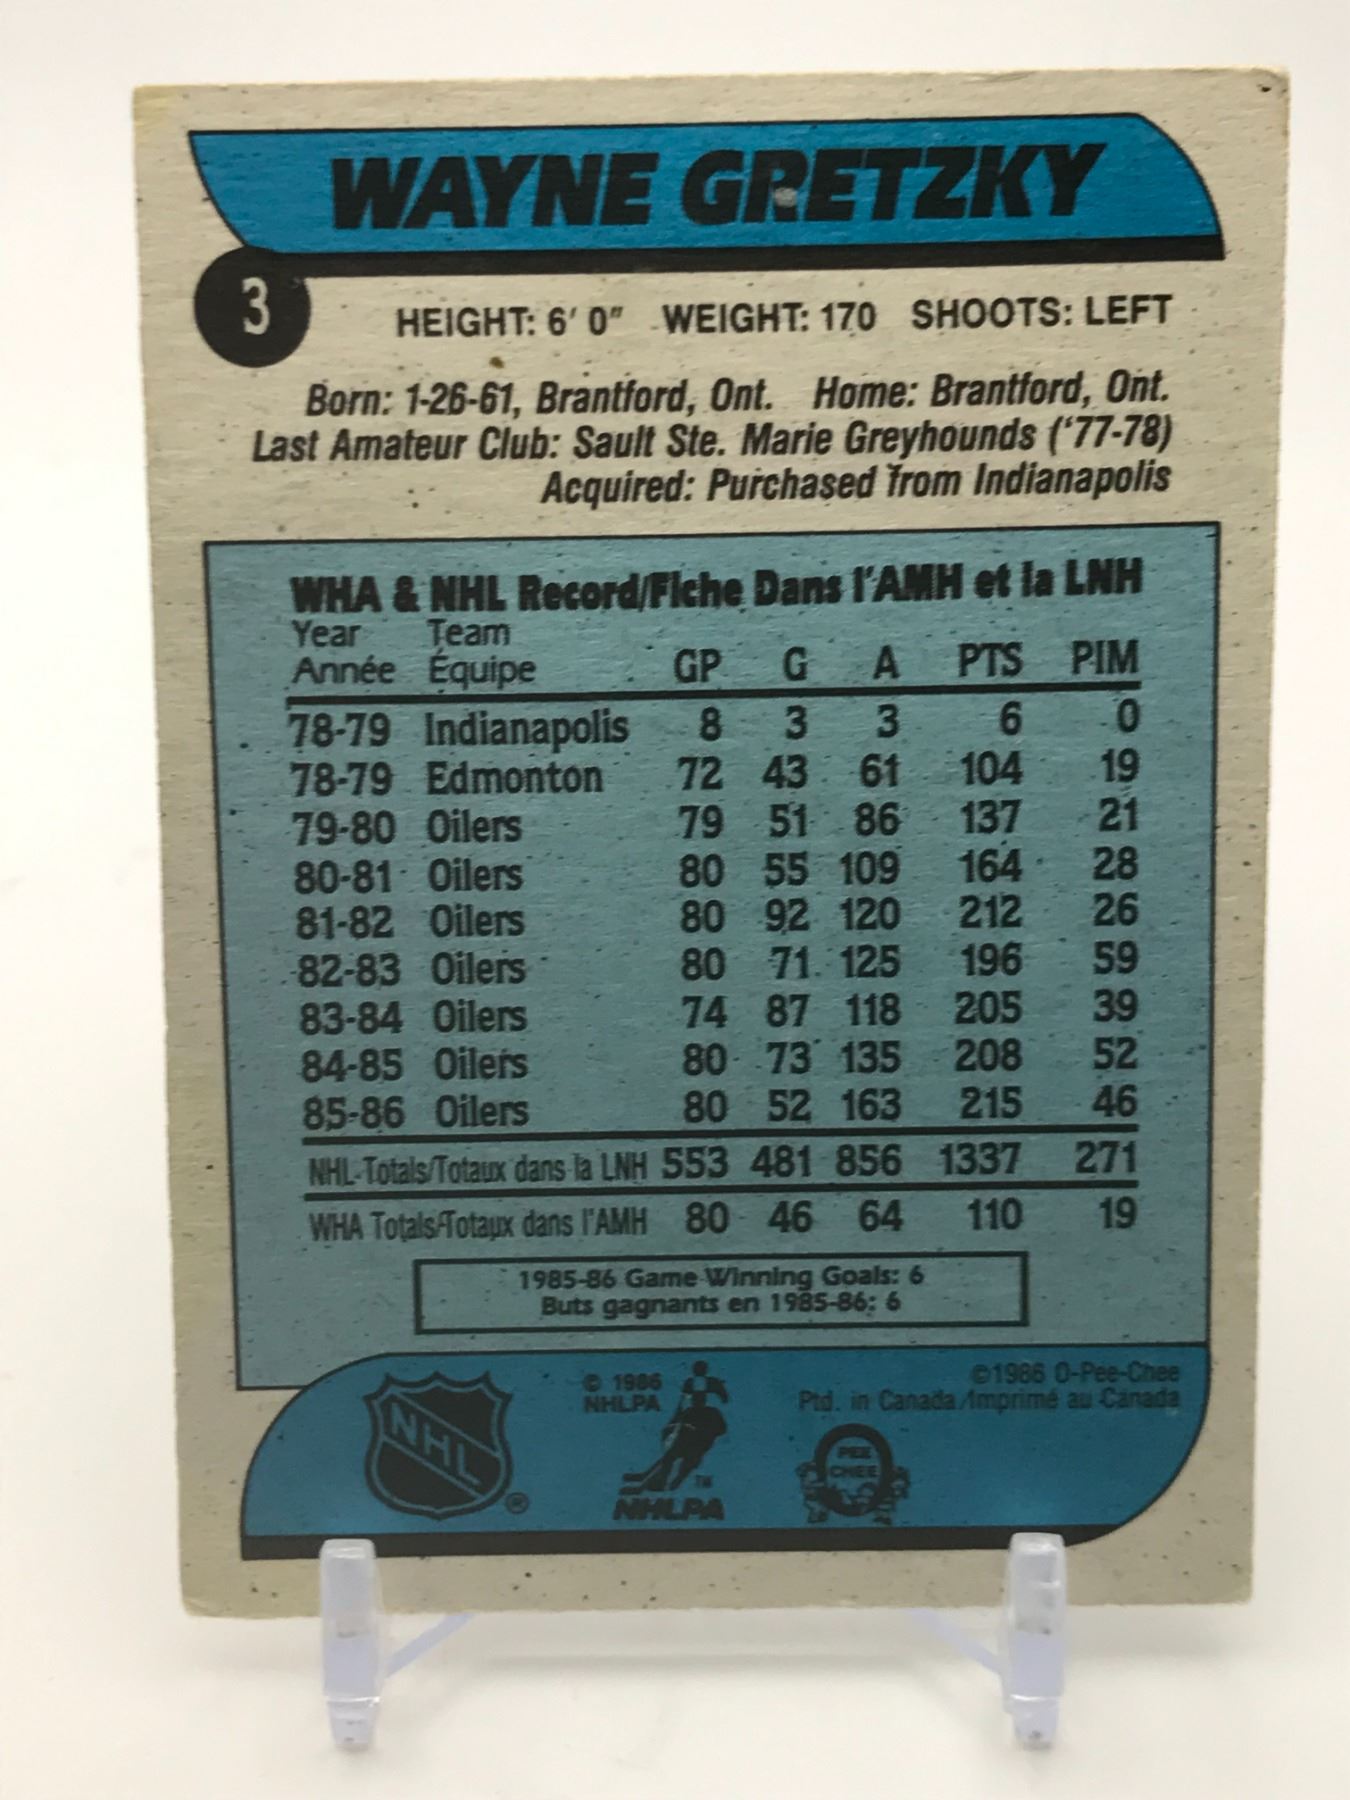 WAYNE GRETZKY
3
HEIGHT: 6' 0" WEIGHT: 170 SHOOTS: LEFT
Born: 1-26-61, Brantford, Ont. Home: Brantford, Ont.
Last Amateur Club: Sault Ste. Marie Greyhounds ('77-78)
Acquired: Purchased from Indianapolis
WHA & NHL Record/Fiche Dans l'AMH et la LNH
Year Team
Année Équipe GP G A PTS PIM
78-79 Indianapolis 8 3 3 6 0
78-79 Edmonton 72 43 61 104 19
79-80 Oilers 79 51 86 137 21
80-81 Oilers 80 55 109 164 28
81-82 Oilers 80 92 120 212 26
82-83 Oilers 80 71 125 196 59
83-84 Oilers 74 87 118 205 39
84-85 Oilers 80 73 135 208 52
85-86 Oilers 80 52 163 215 46
NHL-Totals/Totaux dans la LNH 553 481 856 1337 271
WHA Totals/Totaux dans l'AMH 80 46 64 110 19
1985-86 Game Winning Goals: 6
Buts gagnants en 1985-86: 6
NHL ®
© 1986
NHLPA
TM
NHLPA
©1986 O-Pee-Chee
Ptd. in Canada/Imprimé au Canada
PEE
CHEE